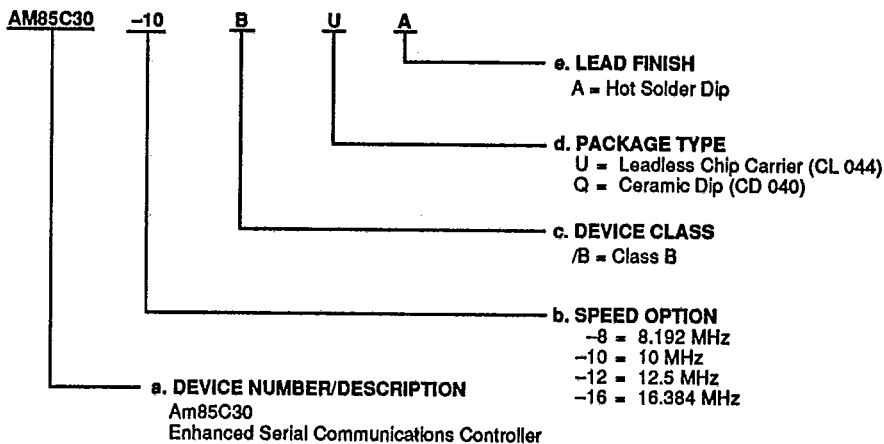 AM85C30 –10 B U A
e. LEAD FINISH
A = Hot Solder Dip
d. PACKAGE TYPE
U = Leadless Chip Carrier (CL 044)
Q = Ceramic Dip (CD 040)
c. DEVICE CLASS
/B = Class B
b. SPEED OPTION
–8 = 8.192 MHz
–10 = 10 MHz
–12 = 12.5 MHz
–16 = 16.384 MHz
a. DEVICE NUMBER/DESCRIPTION
Am85C30
Enhanced Serial Communications Controller